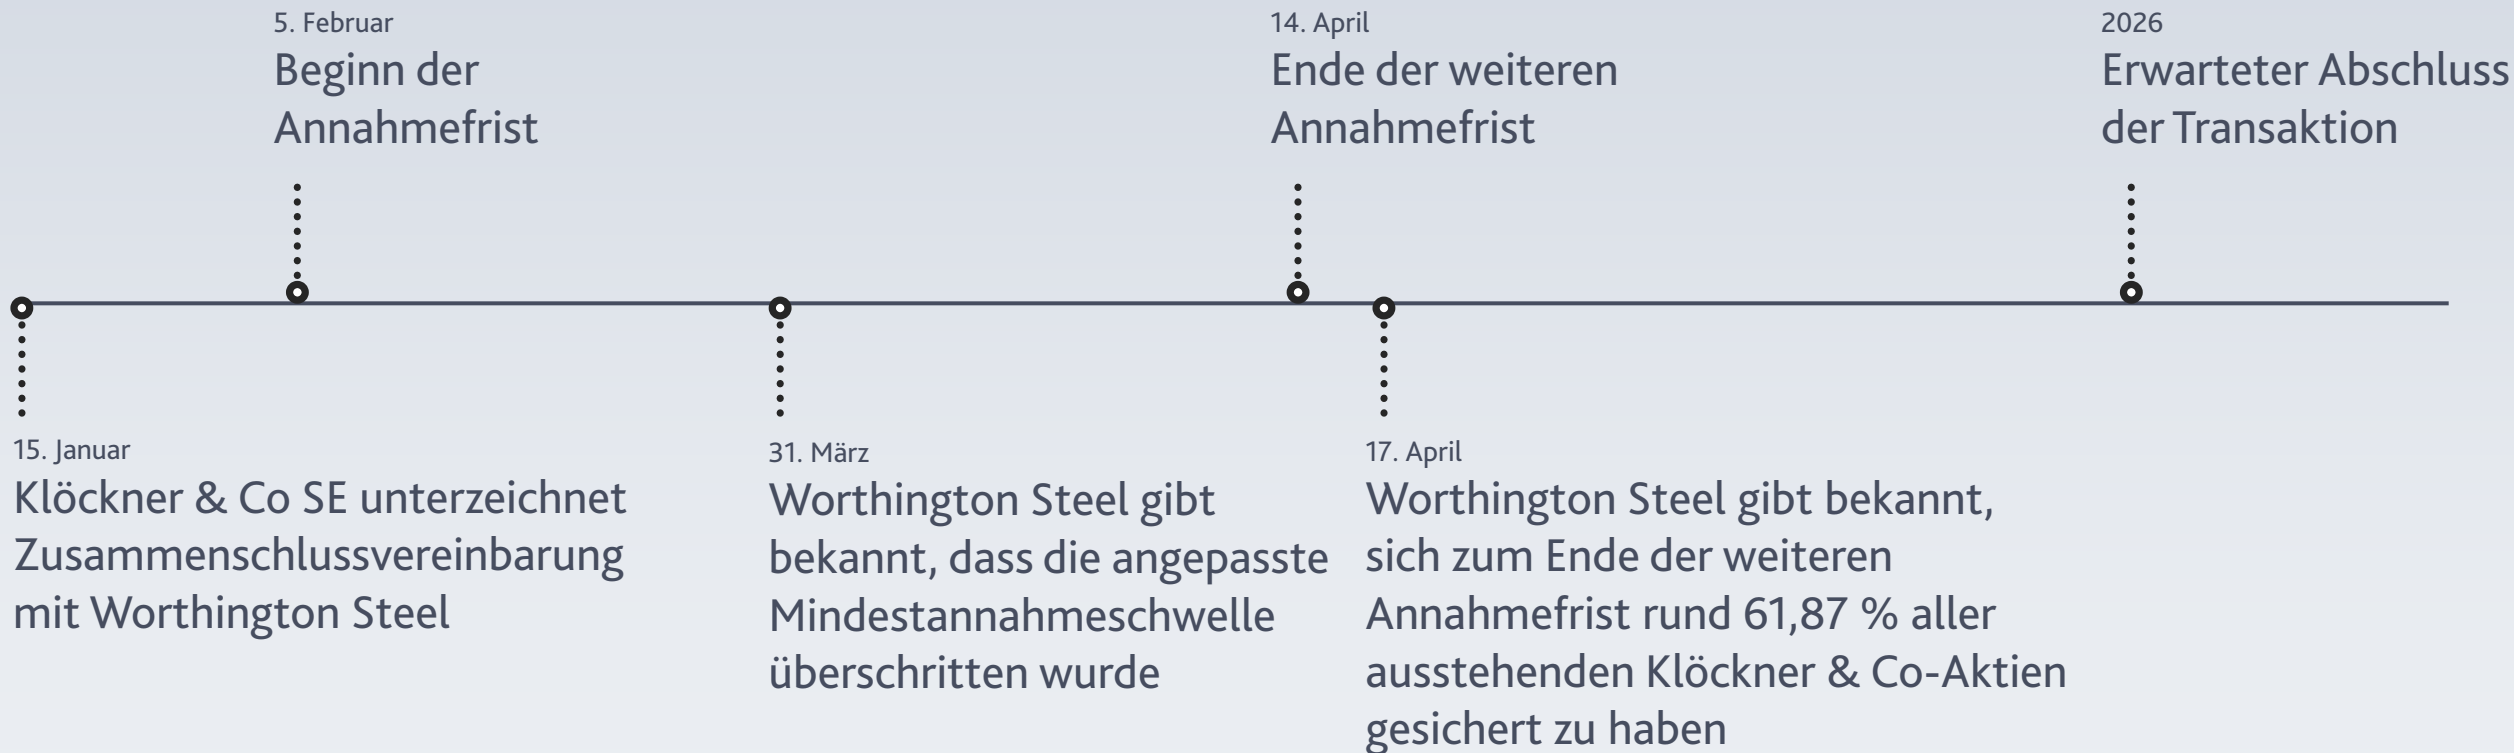 5. Februar
Beginn der
Annahmefrist
14. April
Ende der weiteren
Annahmefrist
2026
Erwarteter Abschluss
der Transaktion
15. Januar
Klöckner & Co SE unterzeichnet
Zusammenschlussvereinbarung
mit Worthington Steel
31. März
Worthington Steel gibt
bekannt, dass die angepasste
Mindestannahmeschwelle
überschritten wurde
17. April
Worthington Steel gibt bekannt,
sich zum Ende der weiteren
Annahmefrist rund 61,87 % aller
ausstehenden Klöckner & Co-Aktien
gesichert zu haben